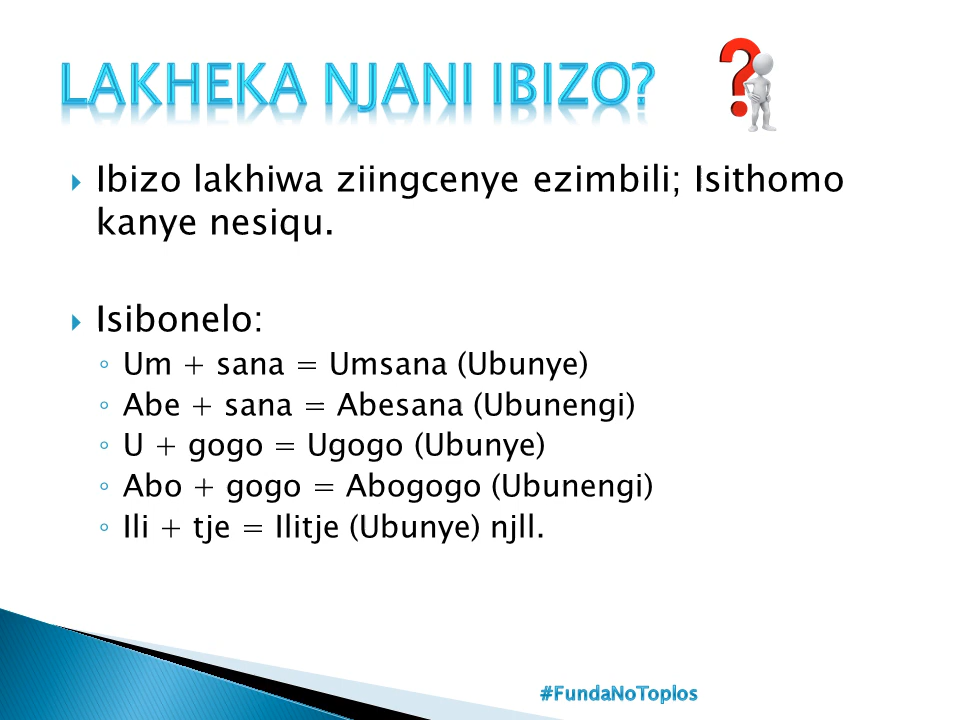 LAKHEKA NJANI IBIZO?
Ibizo lakhiwa ziingcenye ezimbili; Isithomo
kanye nesiqu.
Isibonelo:
Um + sana = Umsana (Ubunye)
Abe + sana = Abesana (Ubunengi)
U + gogo = Ugogo (Ubunye)
Abo + gogo = Abogogo (Ubunengi)
Ili + tje = Ilitje (Ubunye) njll.
#FundaNoToplos